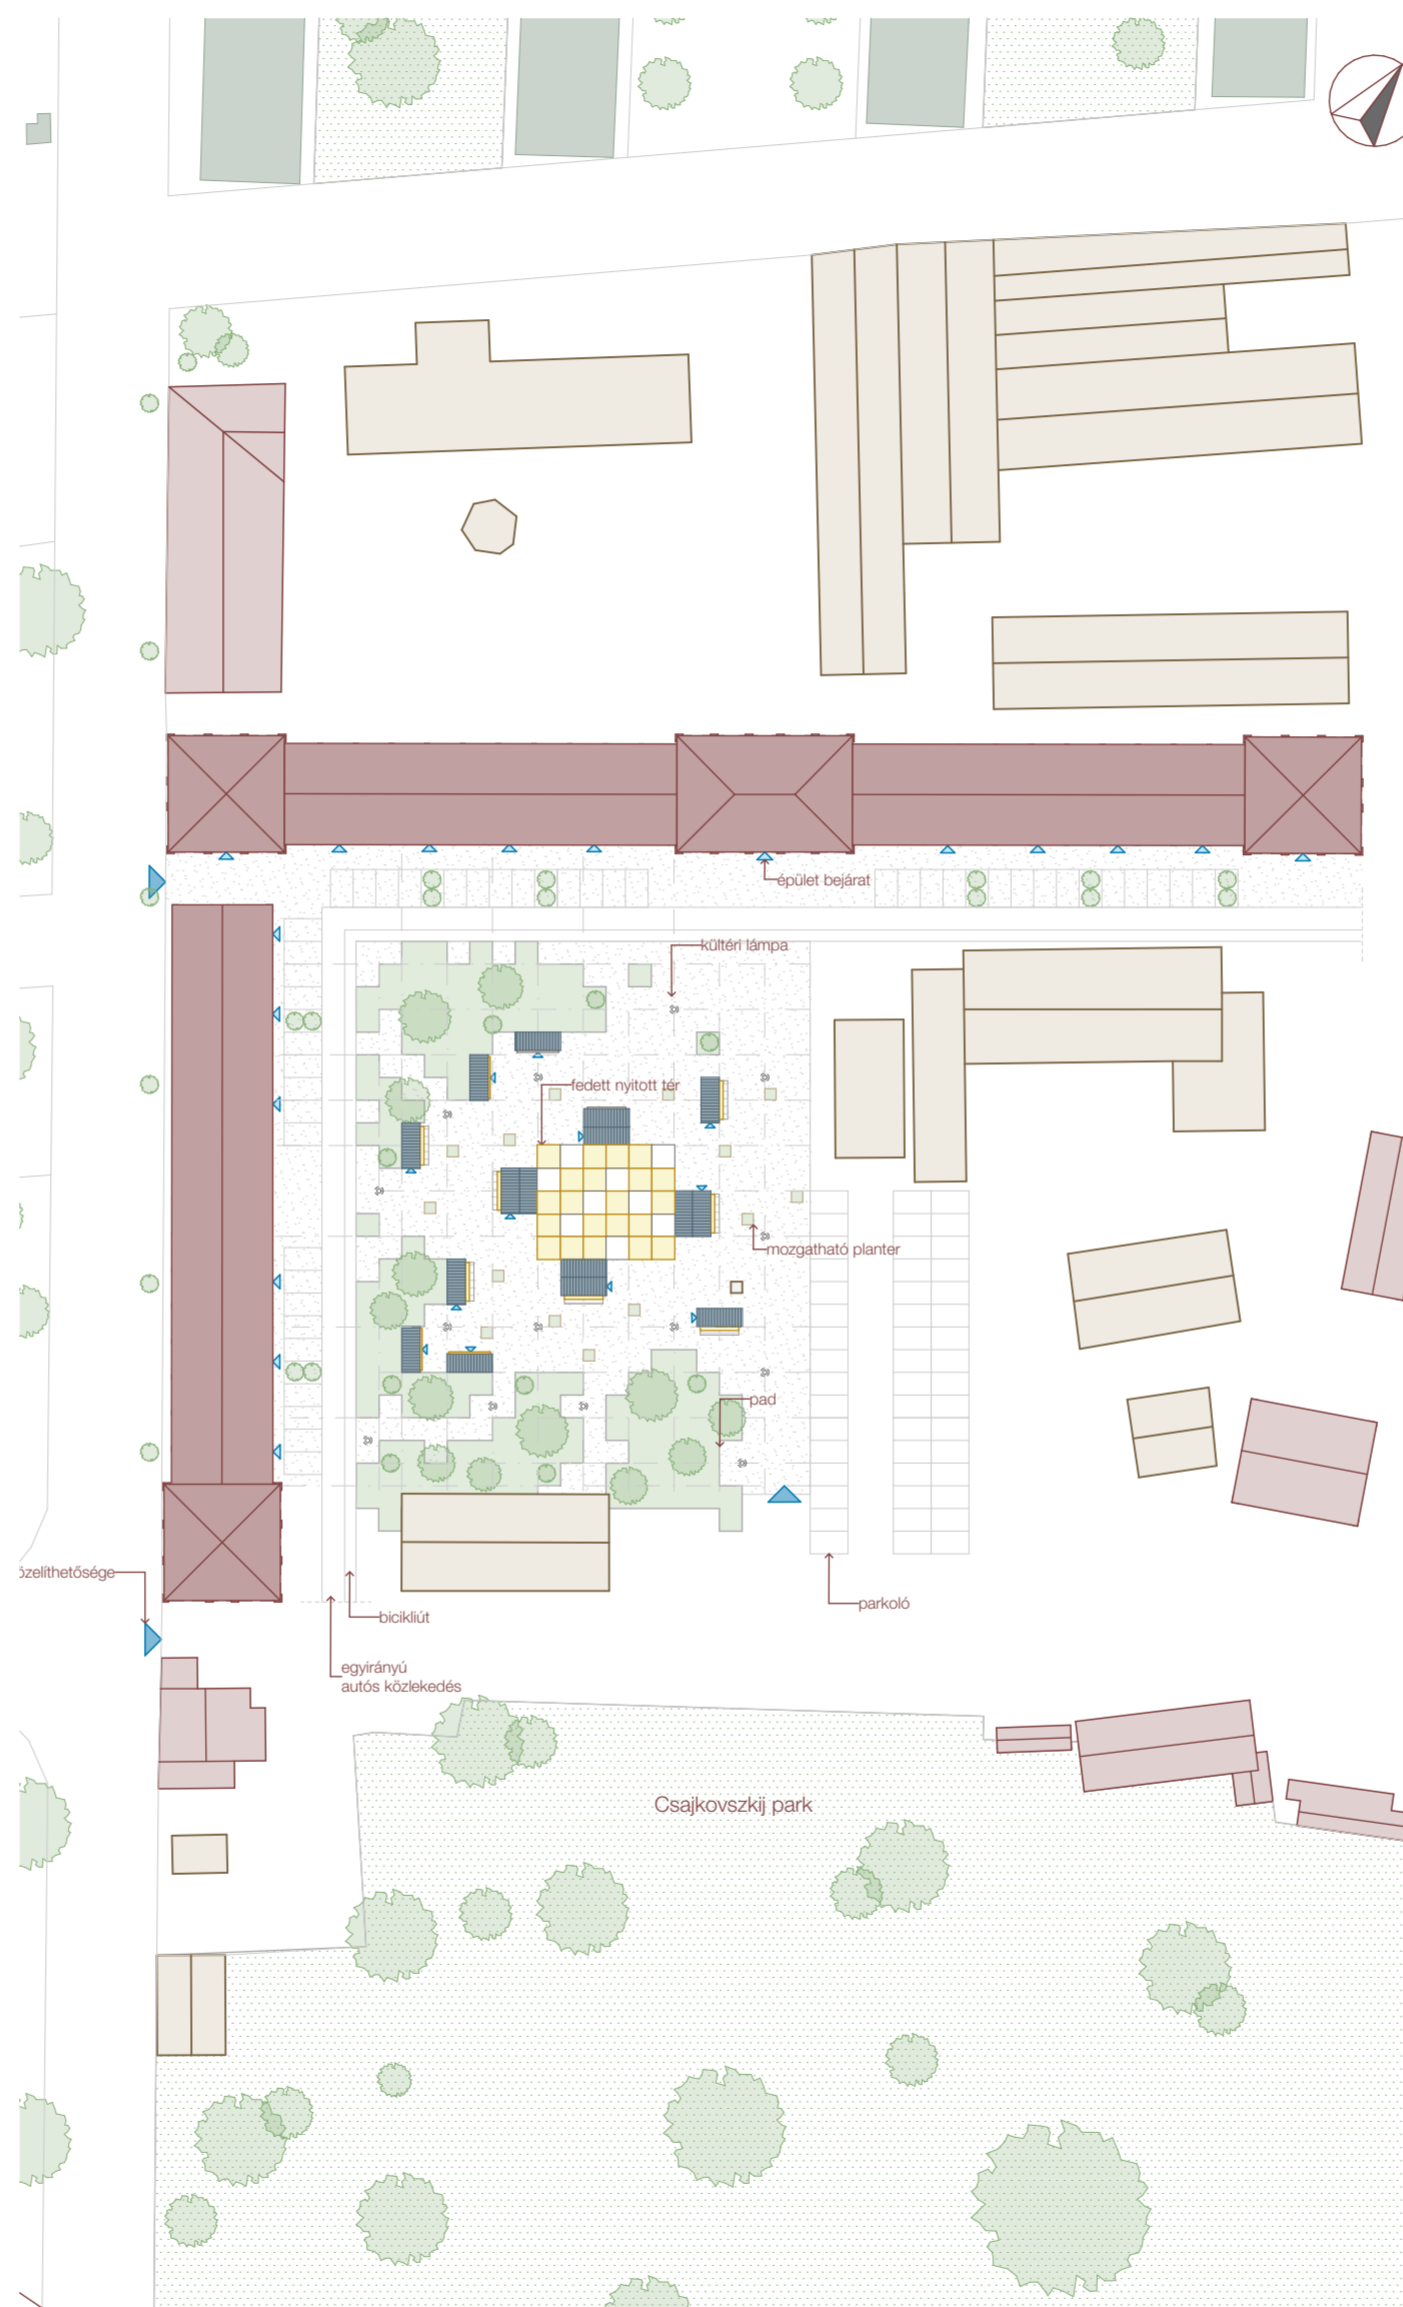 épület bejárat
kültéri lámpa
fedett nyitott tér
mozgatható planter
pad
özelíthetősége
parkoló
bicikliút
egyirányú
autós közlekedés
Csajkovszkij park